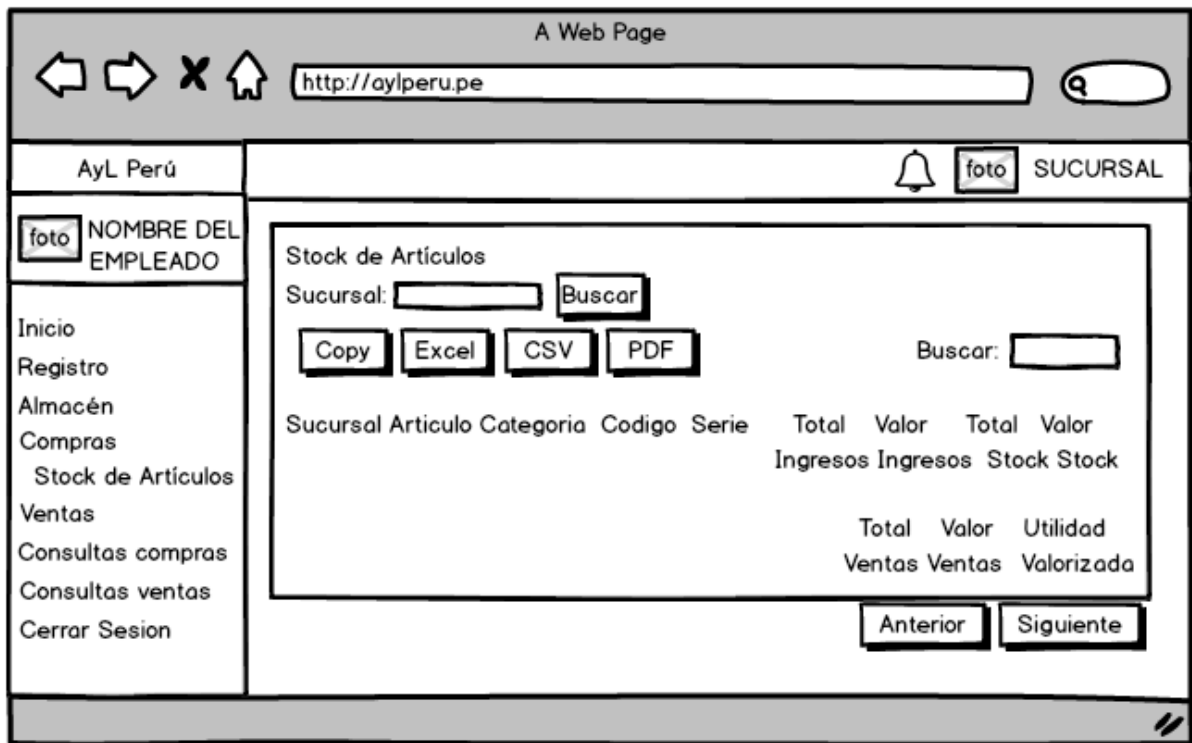 A Web Page
http://aylperu.pe
AyL Perú
foto SUCURSAL
foto NOMBRE DEL
EMPLEADO
Inicio
Registro
Almacén
Compras
Stock de Artículos
Ventas
Consultas compras
Consultas ventas
Cerrar Sesion
Stock de Artículos
Sucursal: Buscar
Copy Excel CSV PDF Buscar:
Sucursal Articulo Categoria Codigo Serie Total Valor Total Valor
Ingresos Ingresos Stock Stock
Total Valor Utilidad
Ventas Ventas Valorizada
Anterior Siguiente